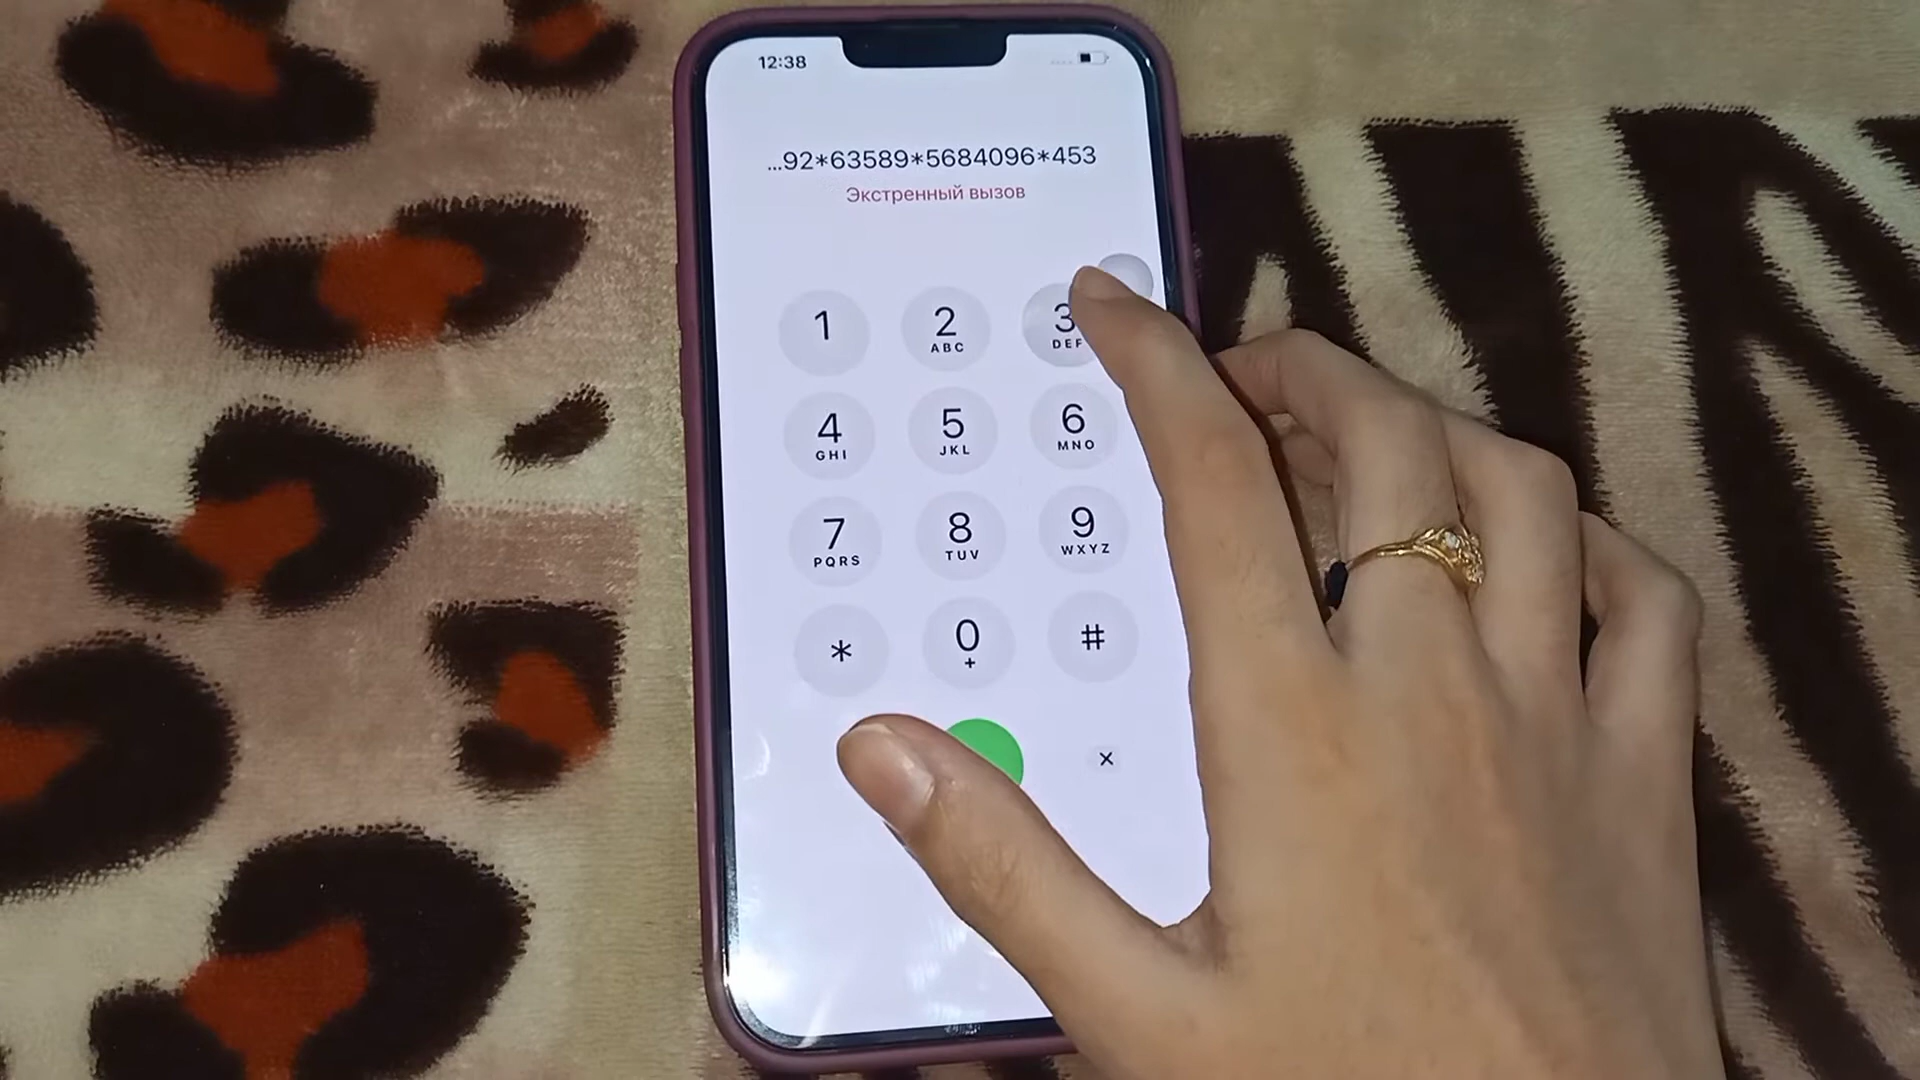 12:38
...92*63589*5684096*453
Экстренный вызов
1
2
ABC
3
DEF
4
GHI
5
JKL
6
MNO
7
PQRS
8
TUV
9
WXYZ
*
0
+
#
×